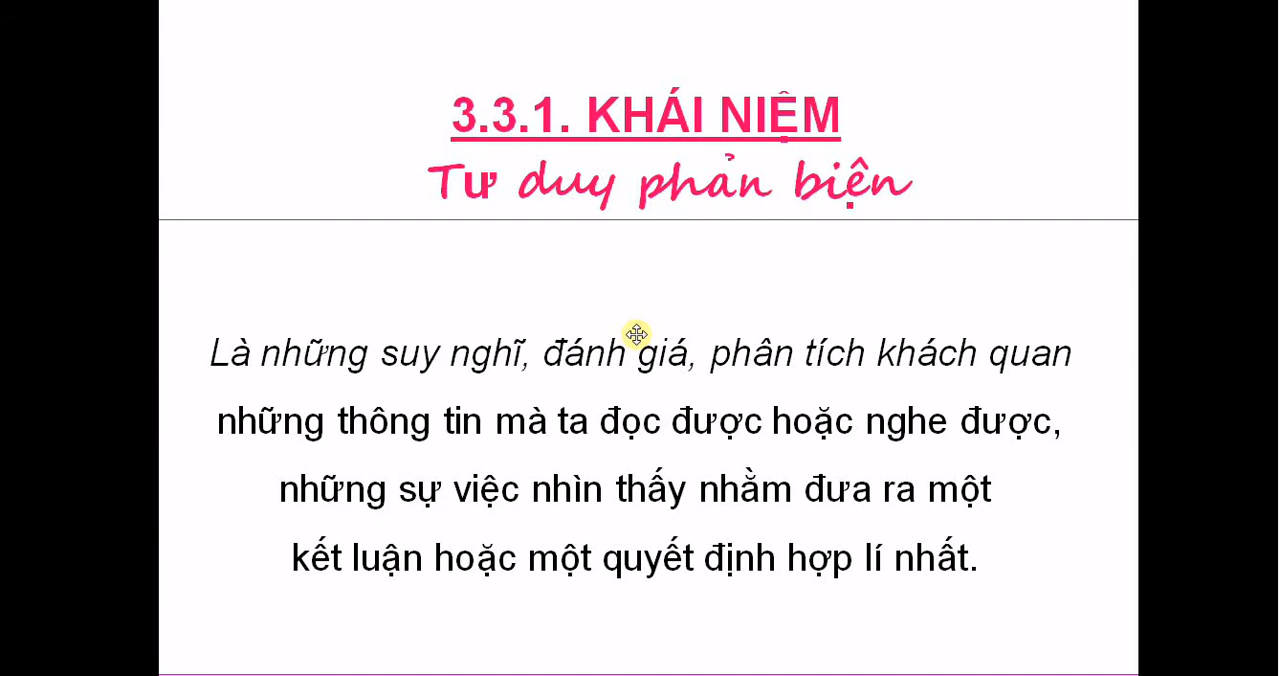 3.3.1. KHÁI NIỆM
Tư duy phản biện
Là những suy nghĩ, đánh giá, phân tích khách quan
những thông tin mà ta đọc được hoặc nghe được,
những sự việc nhìn thấy nhằm đưa ra một
kết luận hoặc một quyết định hợp lí nhất.